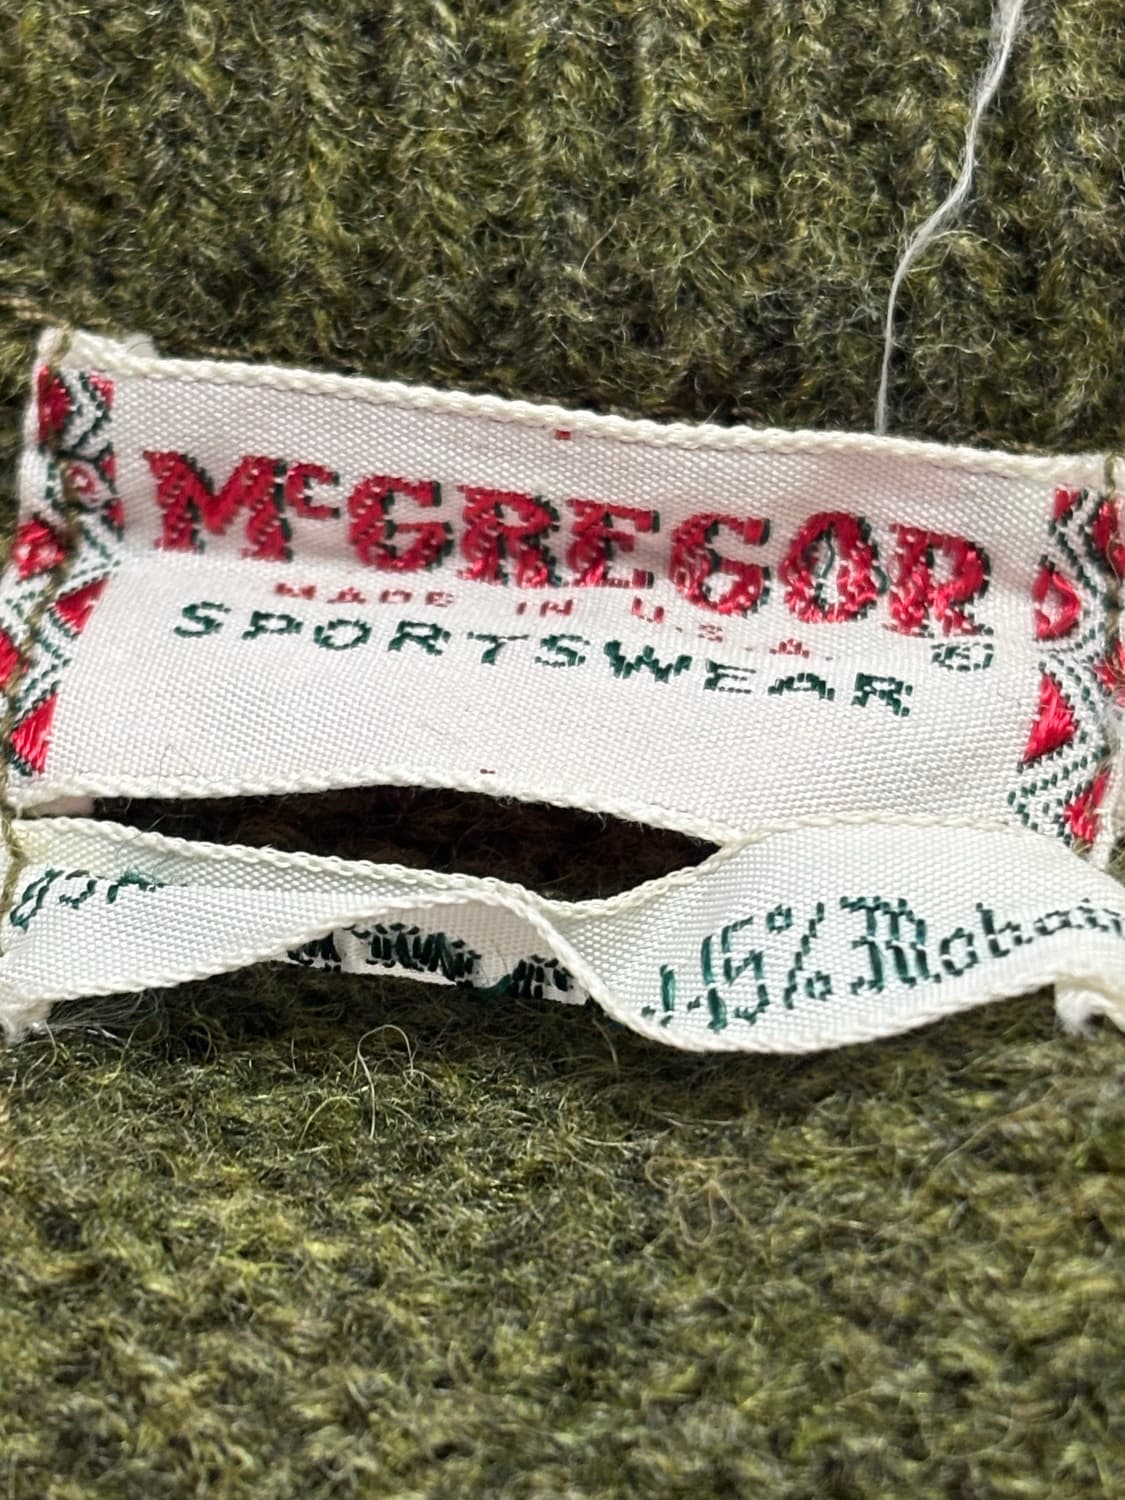 McGREGOR
MADE IN U.S.A.
SPORTSWEAR ®
15% Mohair